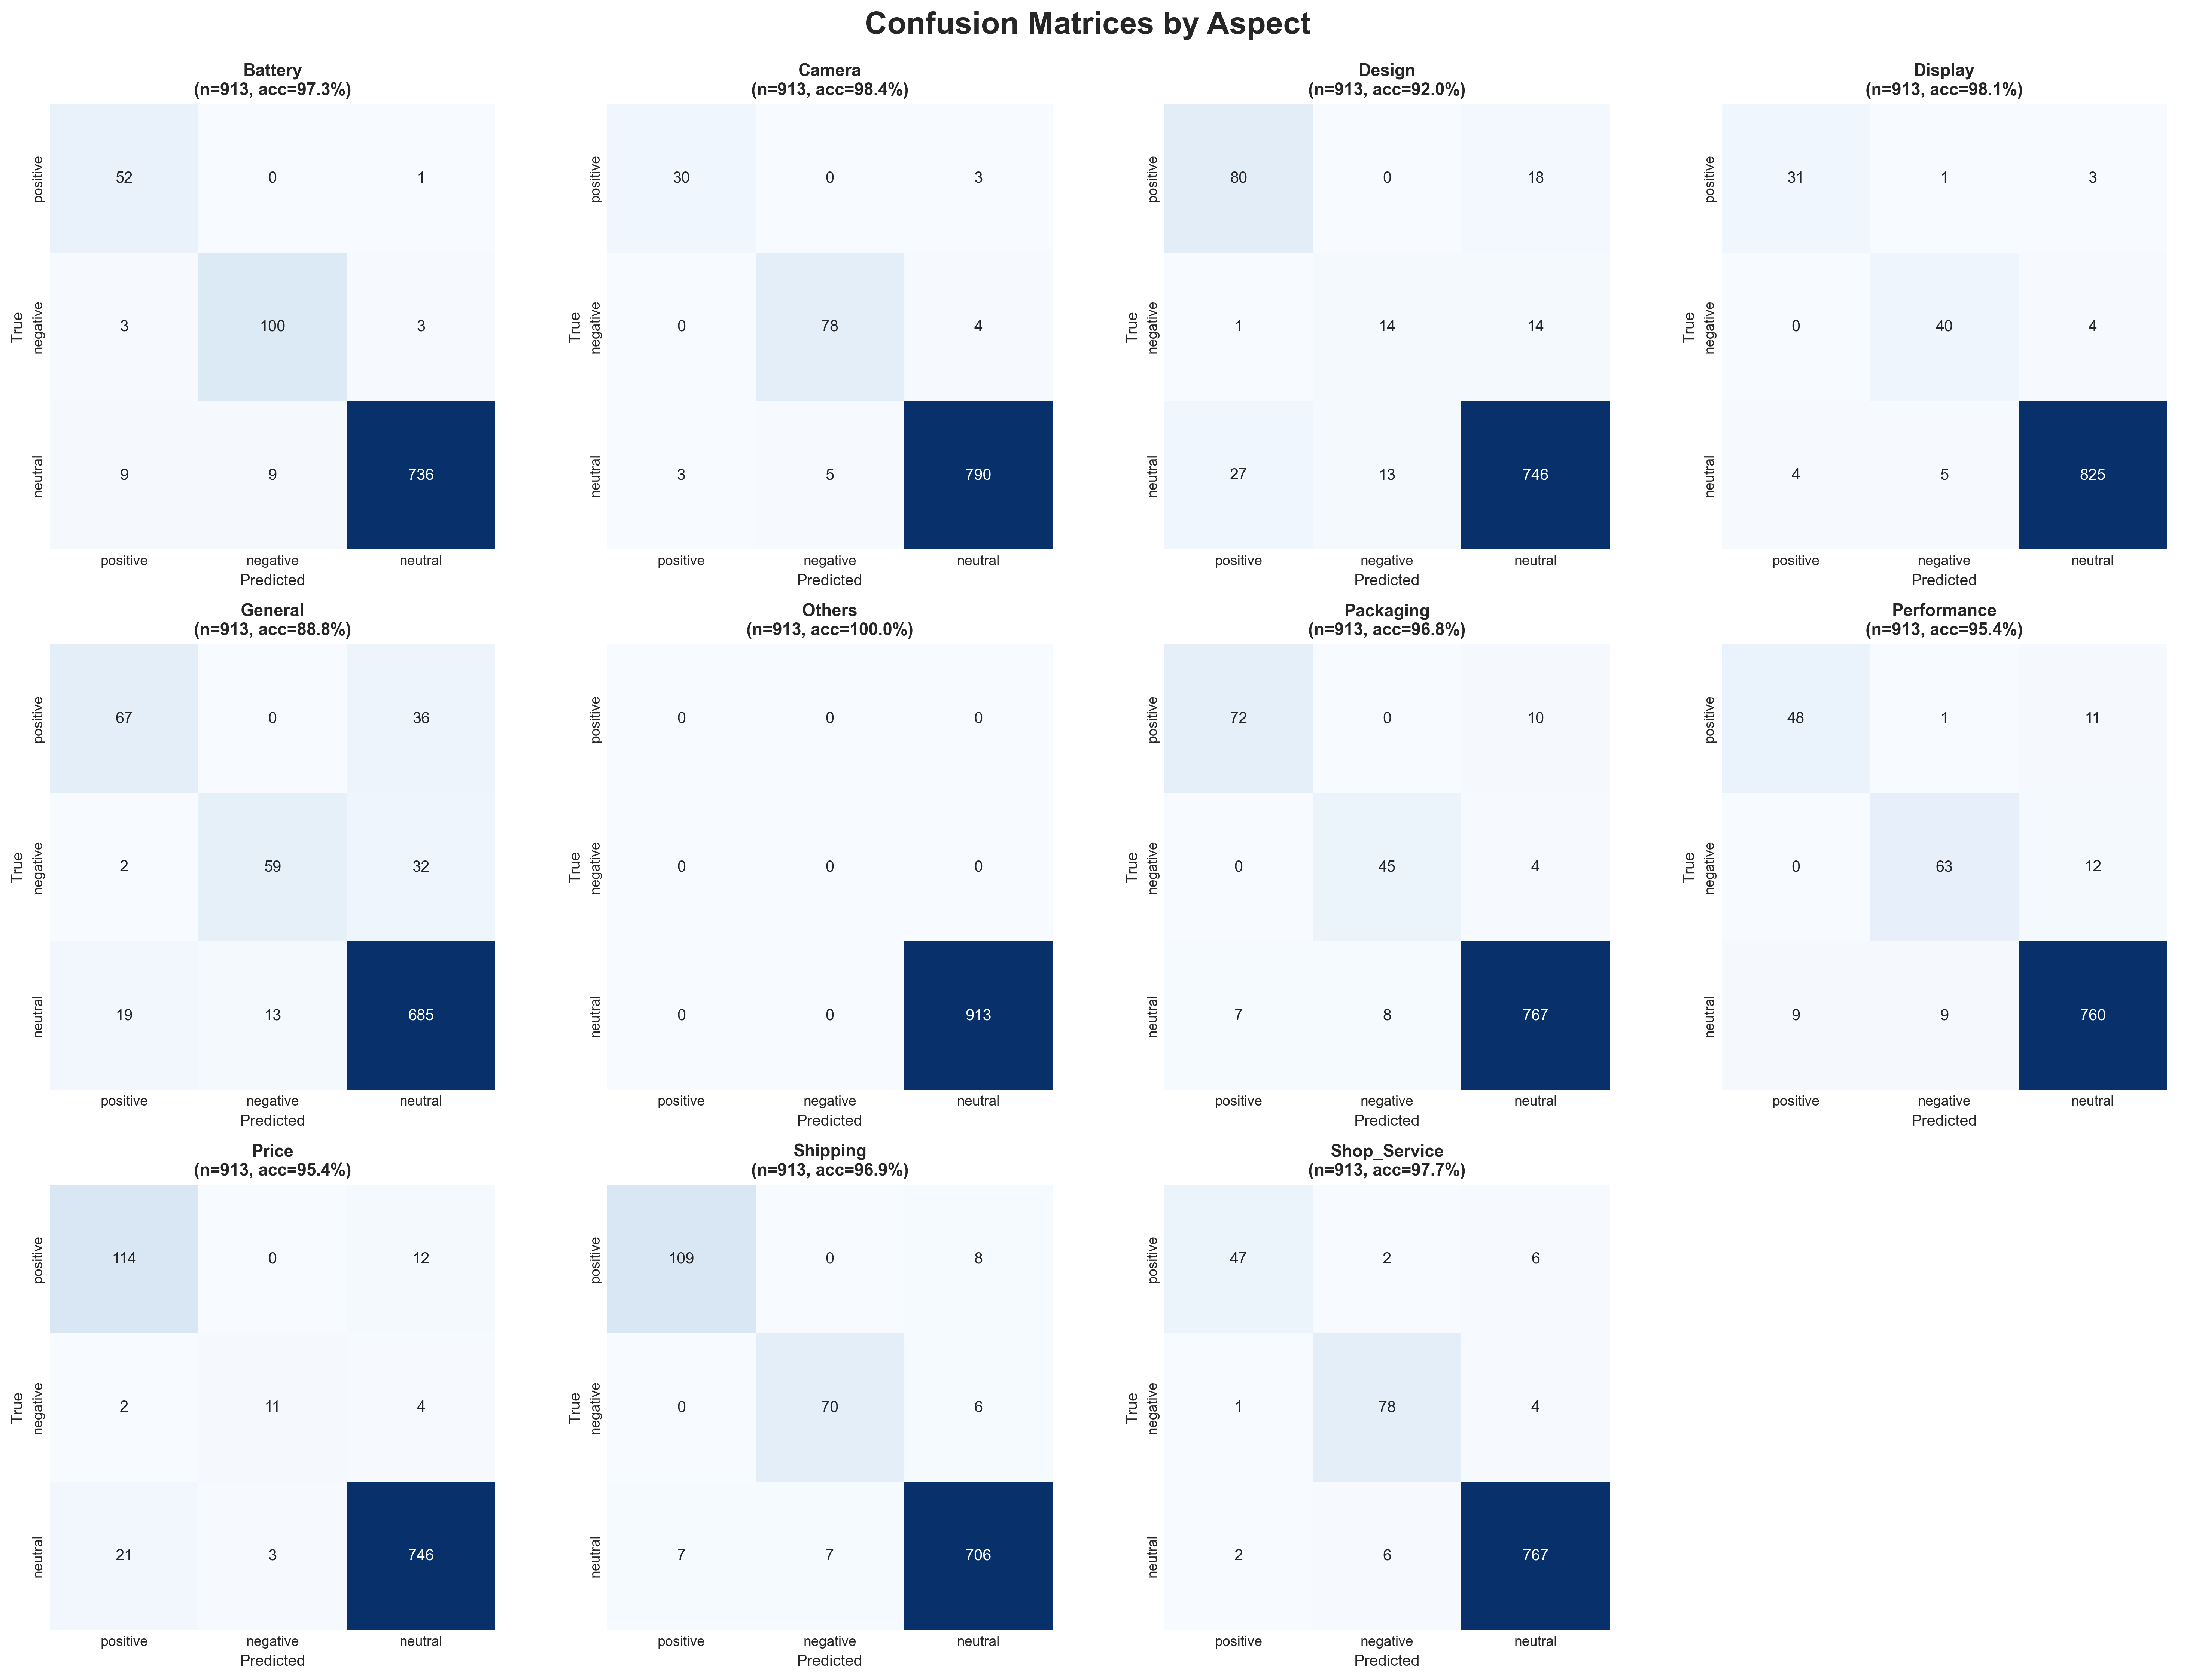 Confusion Matrices by Aspect
Battery
(n=913, acc=97.3%)
positive
52 0 1
True
negative
3 100 3
neutral
9 9 736
positive negative neutral
Predicted
Camera
(n=913, acc=98.4%)
positive
30 0 3
True
negative
0 78 4
neutral
3 5 790
positive negative neutral
Predicted
Design
(n=913, acc=92.0%)
positive
80 0 18
True
negative
1 14 14
neutral
27 13 746
positive negative neutral
Predicted
Display
(n=913, acc=98.1%)
positive
31 1 3
True
negative
0 40 4
neutral
4 5 825
positive negative neutral
Predicted
General
(n=913, acc=88.8%)
positive
67 0 36
True
negative
2 59 32
neutral
19 13 685
positive negative neutral
Predicted
Others
(n=913, acc=100.0%)
positive
0 0 0
True
negative
0 0 0
neutral
0 0 913
positive negative neutral
Predicted
Packaging
(n=913, acc=96.8%)
positive
72 0 10
True
negative
0 45 4
neutral
7 8 767
positive negative neutral
Predicted
Performance
(n=913, acc=95.4%)
positive
48 1 11
True
negative
0 63 12
neutral
9 9 760
positive negative neutral
Predicted
Price
(n=913, acc=95.4%)
positive
114 0 12
True
negative
2 11 4
neutral
21 3 746
positive negative neutral
Predicted
Shipping
(n=913, acc=96.9%)
positive
109 0 8
True
negative
0 70 6
neutral
7 7 706
positive negative neutral
Predicted
Shop_Service
(n=913, acc=97.7%)
positive
47 2 6
True
negative
1 78 4
neutral
2 6 767
positive negative neutral
Predicted